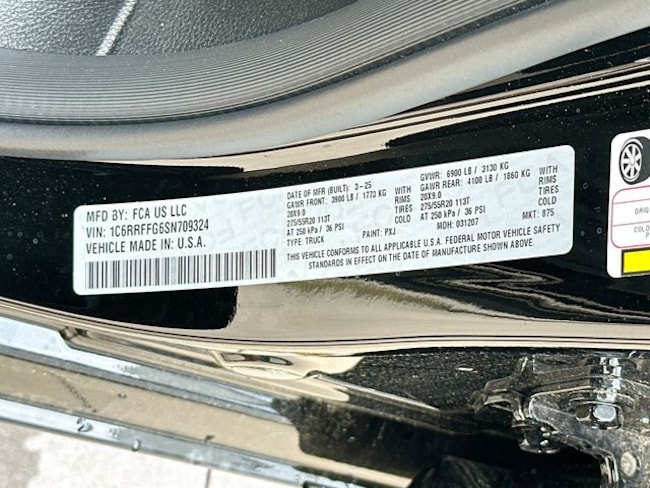 MFD BY: FCA US LLC
VIN: 1C6RRFFG6SN709324
VEHICLE MADE IN U.S.A.
DATE OF MFR (BUILT): 3-25
GAWR FRONT: 3900 LB / 1770 KG WITH
20X9.0 RIMS
275/55R20 113T TIRES
AT 250 kPa / 36 PSI COLD
TYPE: TRUCK PAINT: PXJ
GVWR: 6900 LB / 3130 KG
GAWR REAR: 4100 LB / 1860 KG WITH
20X9.0 RIMS
275/55R20 113T TIRES
AT 250 kPa / 36 PSI COLD
MOH: 031207 MKT: 075
THIS VEHICLE CONFORMS TO ALL APPLICABLE U.S.A. FEDERAL MOTOR VEHICLE SAFETY
STANDARDS IN EFFECT ON THE DATE OF MANUFACTURE SHOWN ABOVE
ORIG
COLD
P